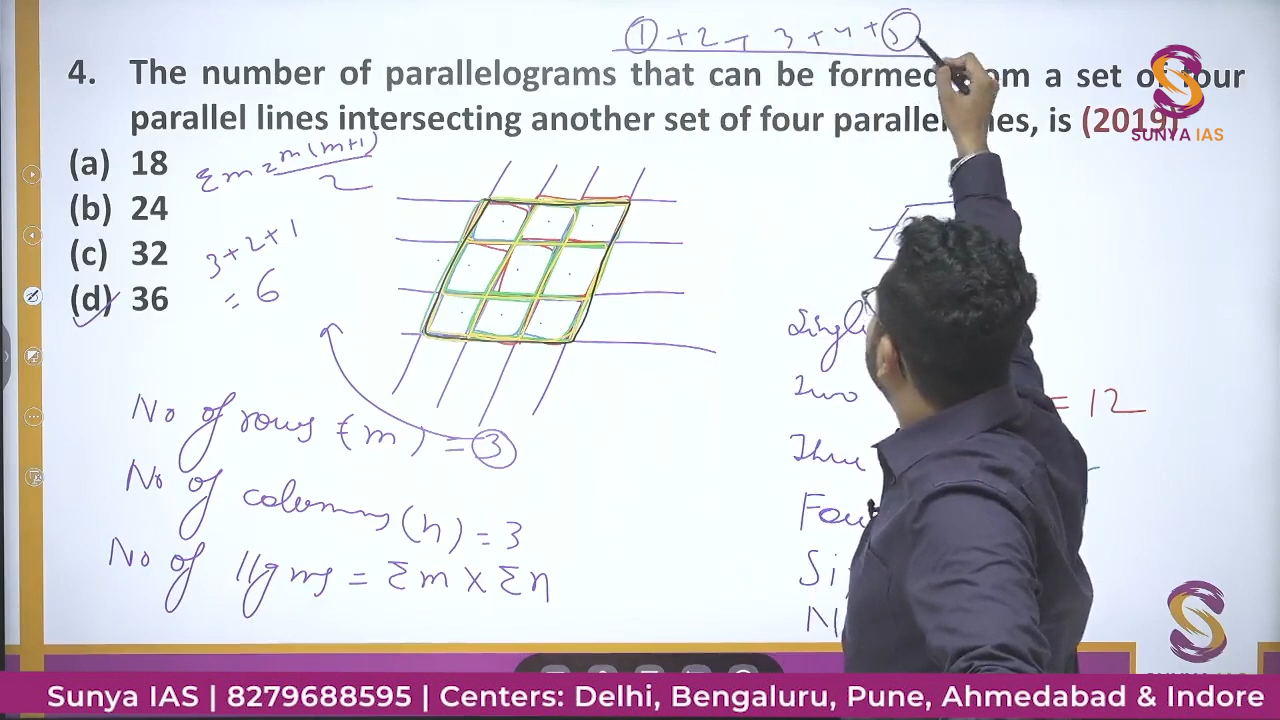 ① + 2 + 3 + 4 + ⑤
4. The number of parallelograms that can be formed from a set of four
parallel lines intersecting another set of four parallel lines, is (2019)
SUNYA IAS
(a) 18
(b) 24
(c) 32
(d) 36
Σm = m(m+1)
2
3+2+1
= 6
No of rows (m) = ③
No of columns (n) = 3
No of ||gms = Σm × Σn
Two = 12
Sunya IAS | 8279688595 | Centers: Delhi, Bengaluru, Pune, Ahmedabad & Indore